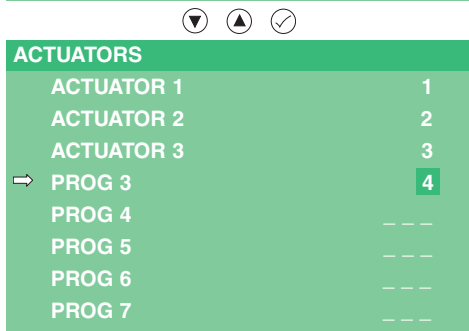 ACTUATORS
ACTUATOR 1 1
ACTUATOR 2 2
ACTUATOR 3 3
PROG 3 4
PROG 4 _ _ _
PROG 5 _ _ _
PROG 6 _ _ _
PROG 7 _ _ _